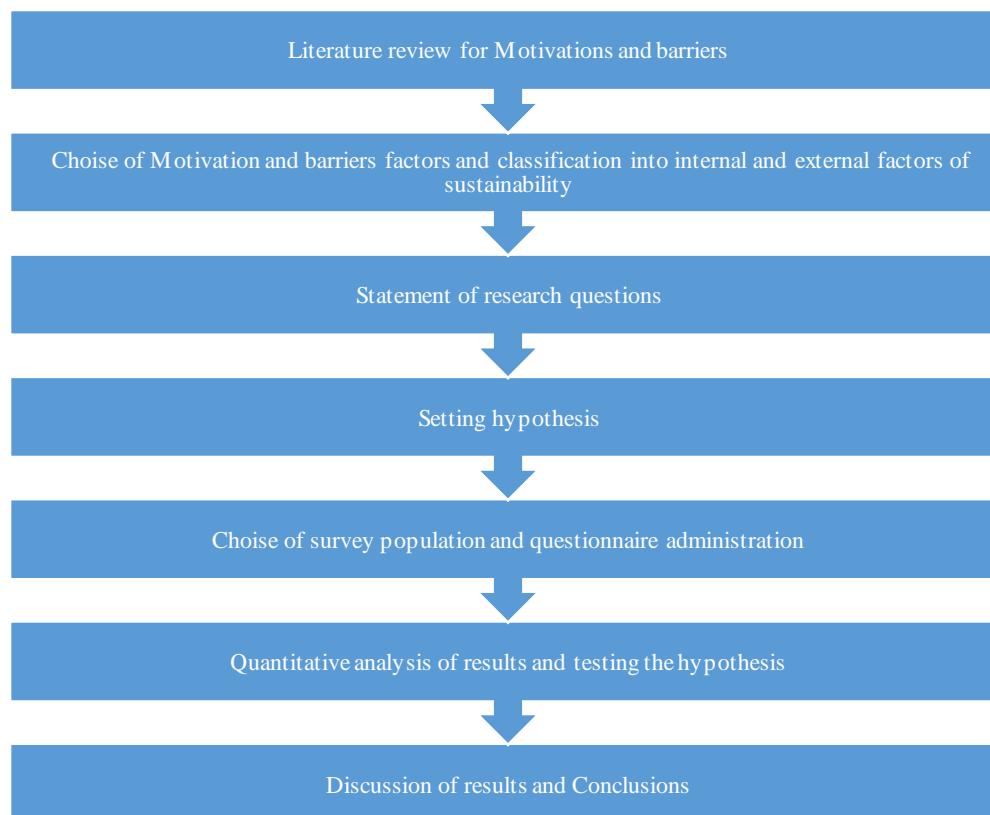 Literature review for Motivations and barriers
Choise of Motivation and barriers factors and classification into internal and external factors of
sustainability
Statement of research questions
Setting hypothesis
Choise of survey population and questionnaire administration
Quantitative analysis of results and testing the hypothesis
Discussion of results and Conclusions